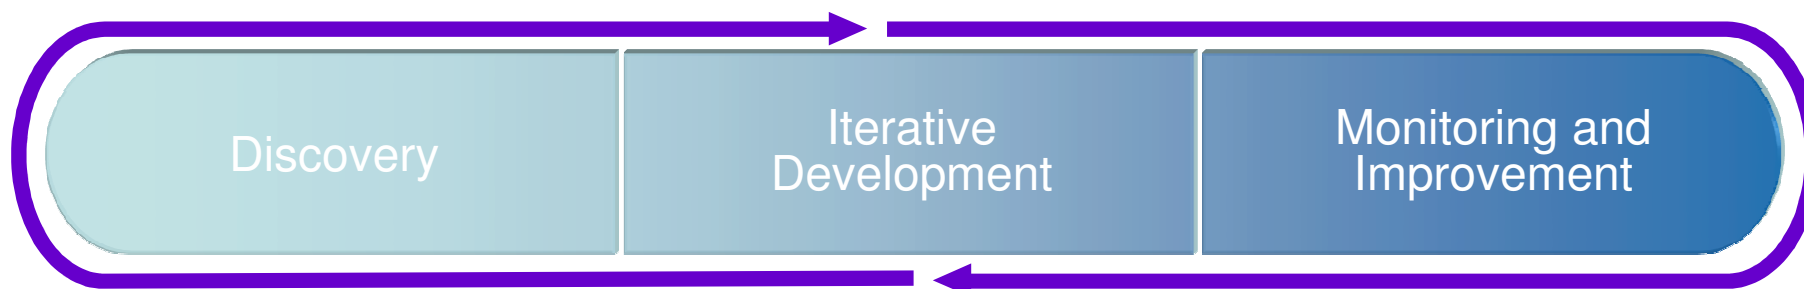 Discovery
Iterative
Development
Monitoring and
Improvement